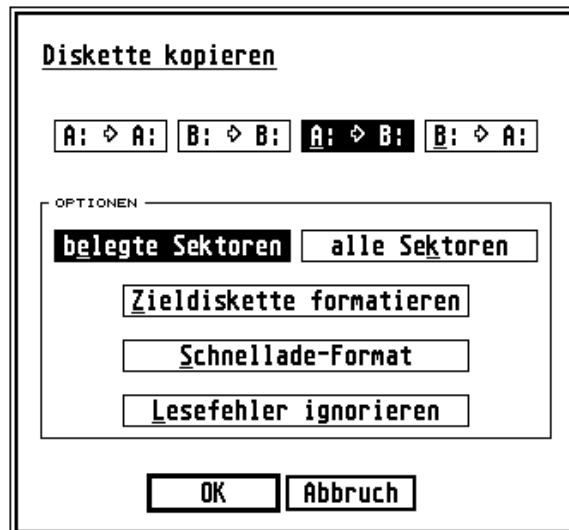 Diskette kopieren
A: ➪ A: B: ➪ B: A: ➪ B: B: ➪ A:
OPTIONEN
belegte Sektoren alle Sektoren
Zieldiskette formatieren
Schnellade-Format
Lesefehler ignorieren
OK Abbruch